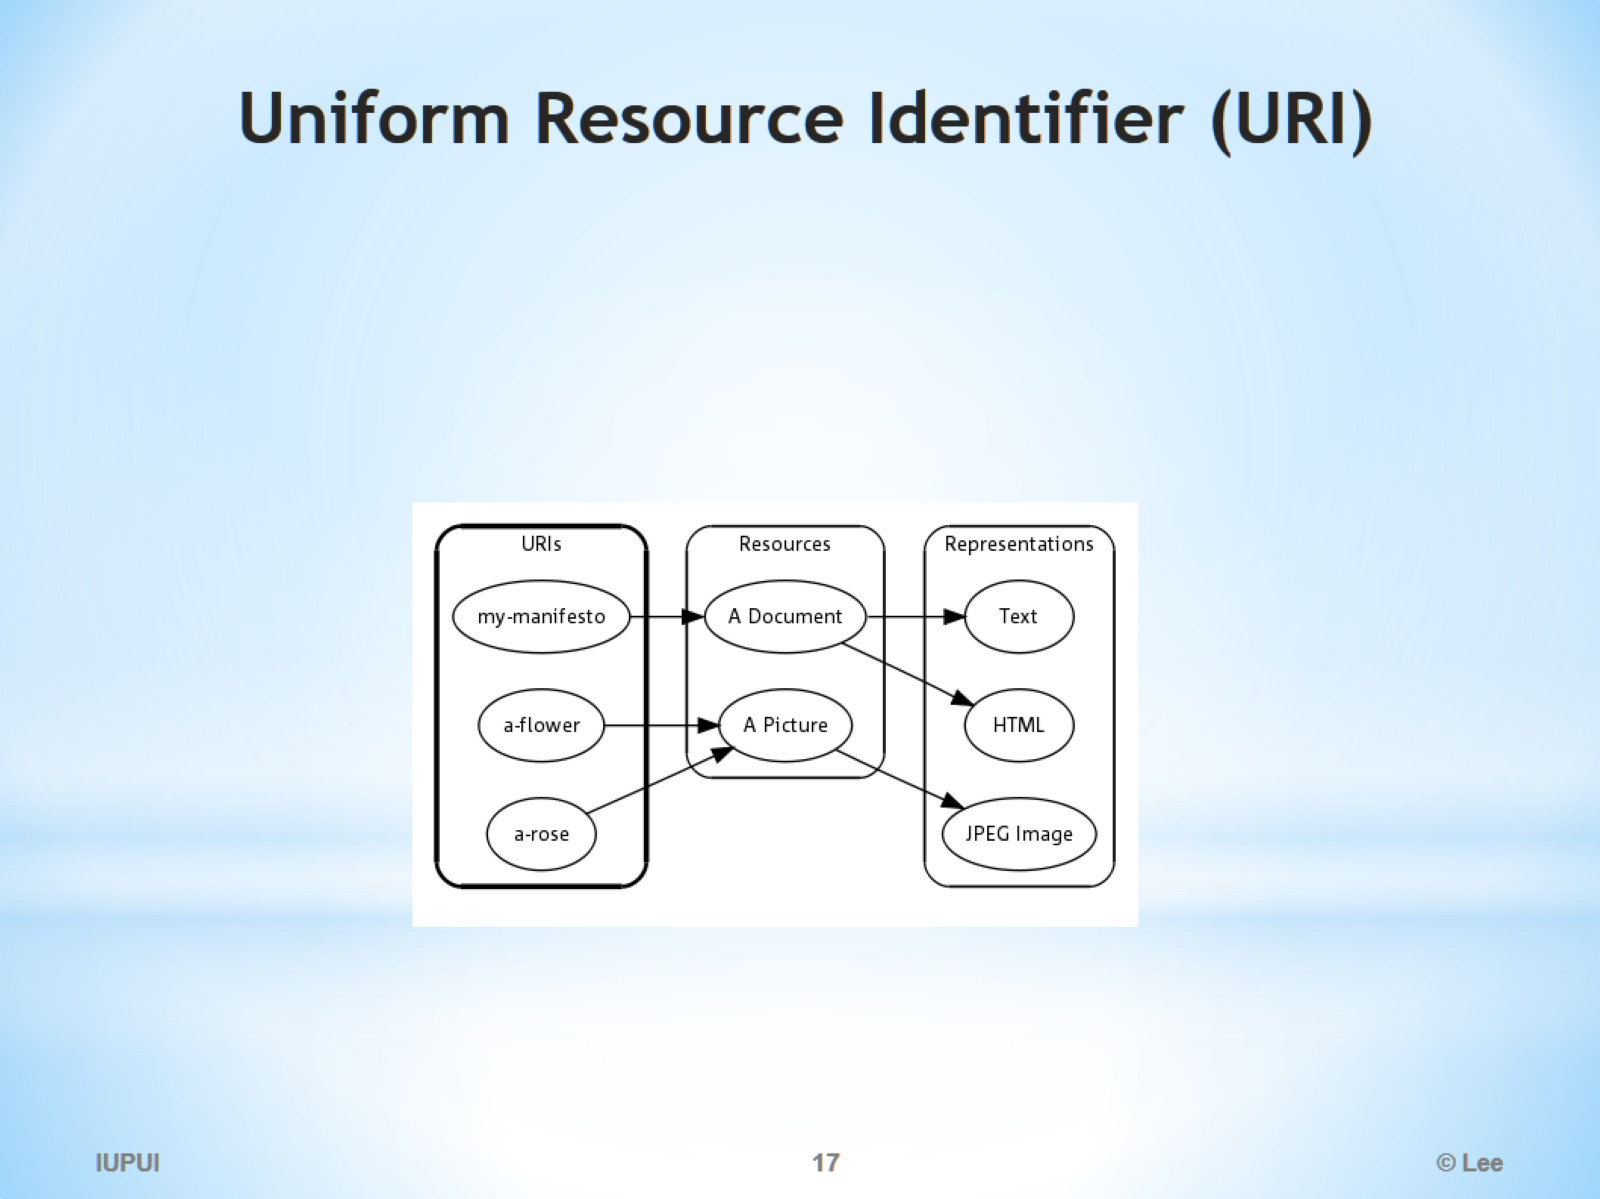 Uniform Resource Identifier (URI)
URIs
Resources
Representations
my-manifesto
A Document
Text
a-flower
A Picture
HTML
a-rose
JPEG Image
IUPUI
17
© Lee